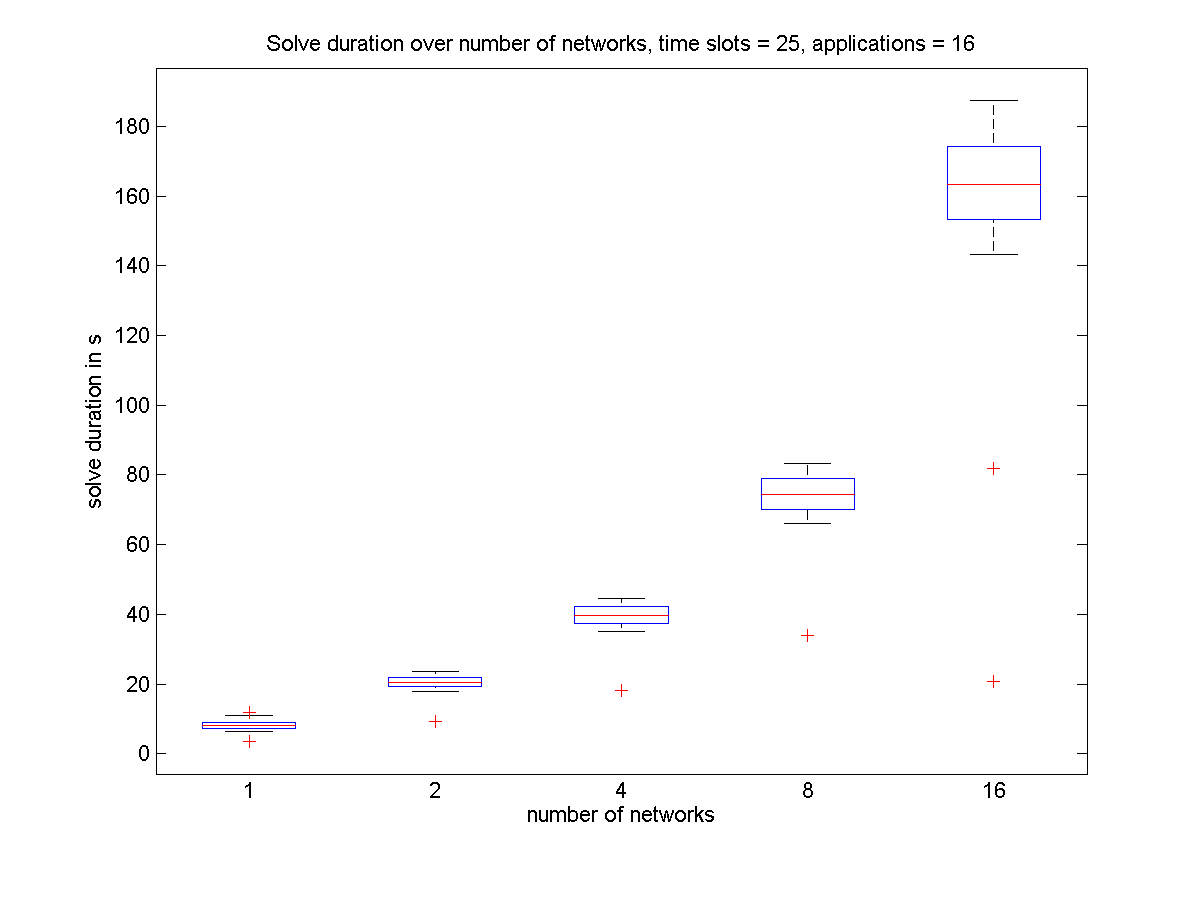 Solve duration over number of networks, time slots = 25, applications = 16
180
160
140
120
100
80
60
40
20
0
solve duration in s
1 2 4 8 16
number of networks